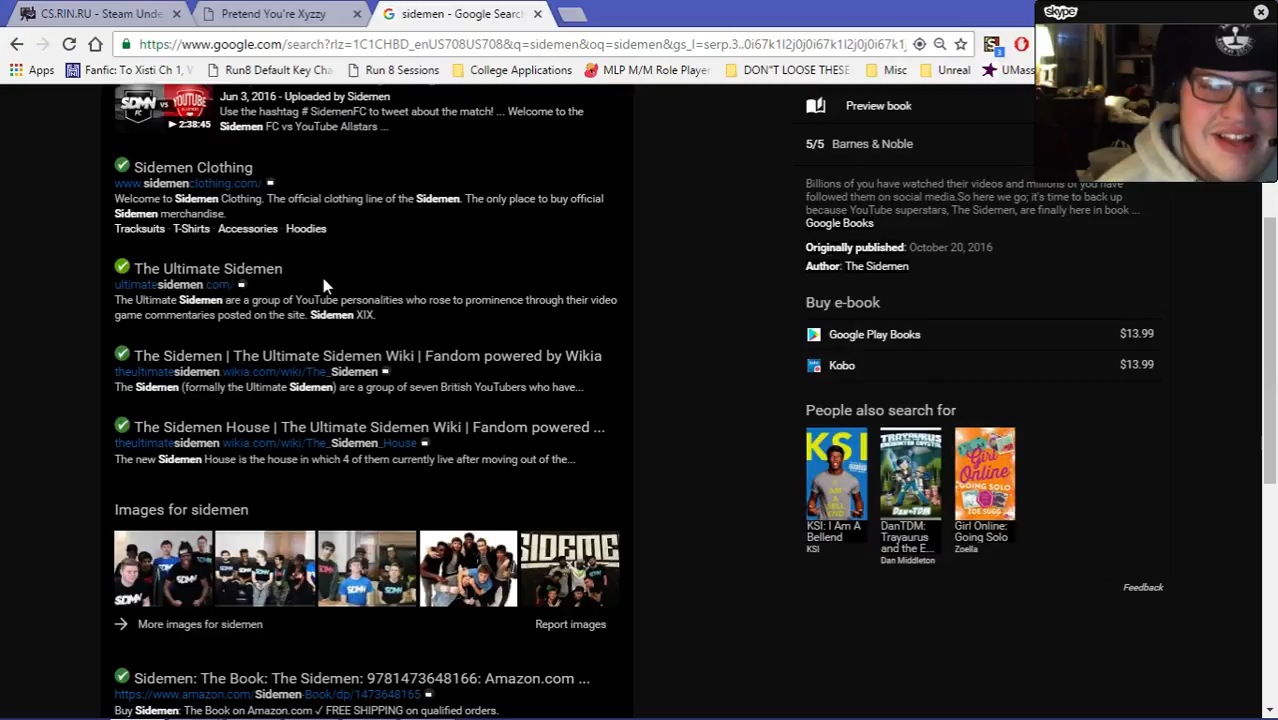 CS.RIN.RU - Steam Unde
Pretend You're Xyzzy
sidemen - Google Searc
https://www.google.com/search?rlz=1C1CHBD_enUS708US708&q=sidemen&oq=sidemen&gs_l=serp.3..0i67k1l2j0j0i67k1l2j0j0i67k1j
Apps
Fanfic: To Xisti Ch 1,
Run8 Default Key Cha
Run 8 Sessions
College Applications
MLP M/M Role Player
DON"T LOOSE THESE
Misc
Unreal
UMass
skype
SDMN FC VS YOUTUBE ALLSTARS
2:38:45
Jun 3, 2016 - Uploaded by Sidemen
Use the hashtag # SidemenFC to tweet about the match! ... Welcome to the
Sidemen FC vs YouTube Allstars ...
Sidemen Clothing
www.sidemenclothing.com/
Welcome to Sidemen Clothing. The official clothing line of the Sidemen. The only place to buy official
Sidemen merchandise.
Tracksuits · T-Shirts · Accessories · Hoodies
The Ultimate Sidemen
ultimatesidemen.com/
The Ultimate Sidemen are a group of YouTube personalities who rose to prominence through their video
game commentaries posted on the site. Sidemen XIX.
The Sidemen | The Ultimate Sidemen Wiki | Fandom powered by Wikia
theultimatesidemen.wikia.com/wiki/The_Sidemen
The Sidemen (formally the Ultimate Sidemen) are a group of seven British YouTubers who have...
The Sidemen House | The Ultimate Sidemen Wiki | Fandom powered ...
theultimatesidemen.wikia.com/wiki/The_Sidemen_House
The new Sidemen House is the house in which 4 of them currently live after moving out of the...
Images for sidemen
More images for sidemen
Report images
Sidemen: The Book: The Sidemen: 9781473648166: Amazon.com ...
https://www.amazon.com/Sidemen-Book/dp/1473648165
Buy Sidemen: The Book on Amazon.com ✓ FREE SHIPPING on qualified orders.
Preview book
5/5 Barnes & Noble
Billions of you have watched their videos and millions of you have
followed them on social media.So here we go; it's time to back up
because YouTube superstars, The Sidemen, are finally here in book ...
Google Books
Originally published: October 20, 2016
Author: The Sidemen
Buy e-book
Google Play Books
$13.99
Kobo
$13.99
People also search for
KSI: I Am A
Bellend
KSI
DanTDM:
Trayaurus
and the E...
Dan Middleton
Girl Online:
Going Solo
Zoella
Feedback